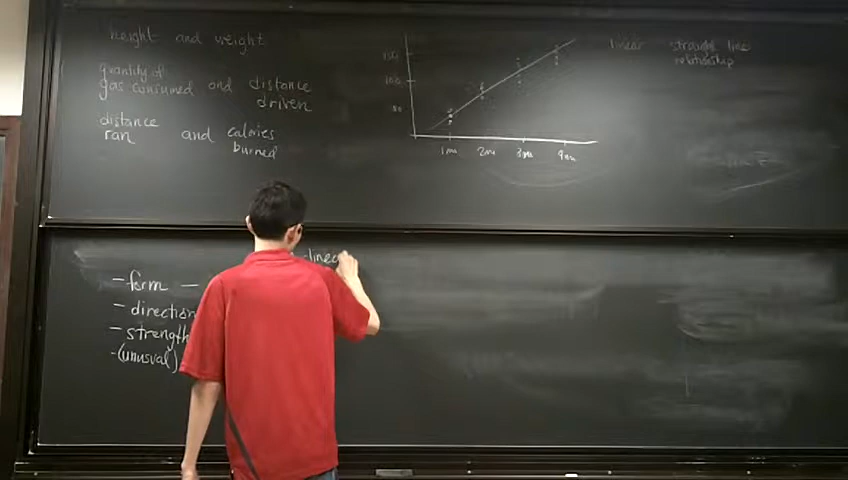 height and weight
quantity of
gas consumed and distance
driven
distance
ran and calories
burned
150
100
50
1mi 2mi 3mi 4mi
linear straight line
relationship
-linea
- form -
- direction
- strength
- (unusual)